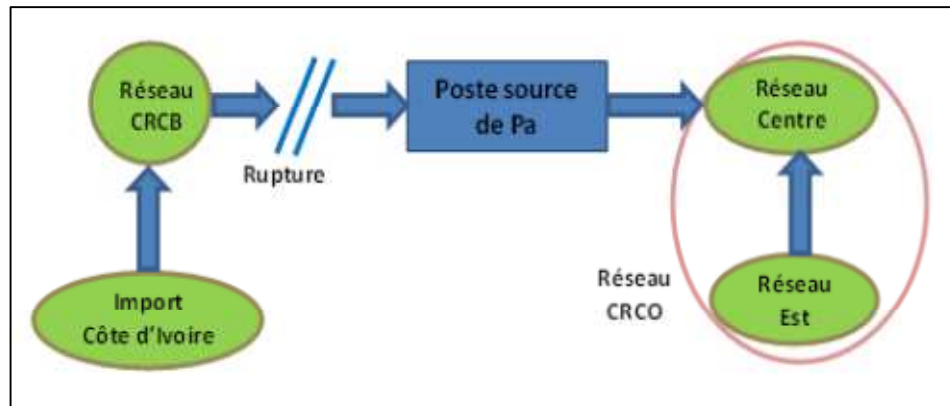 Réseau
CRCB
Rupture
Poste source
de Pa
Réseau
Centre
Import
Côte d'Ivoire
Réseau
CRCO
Réseau
Est